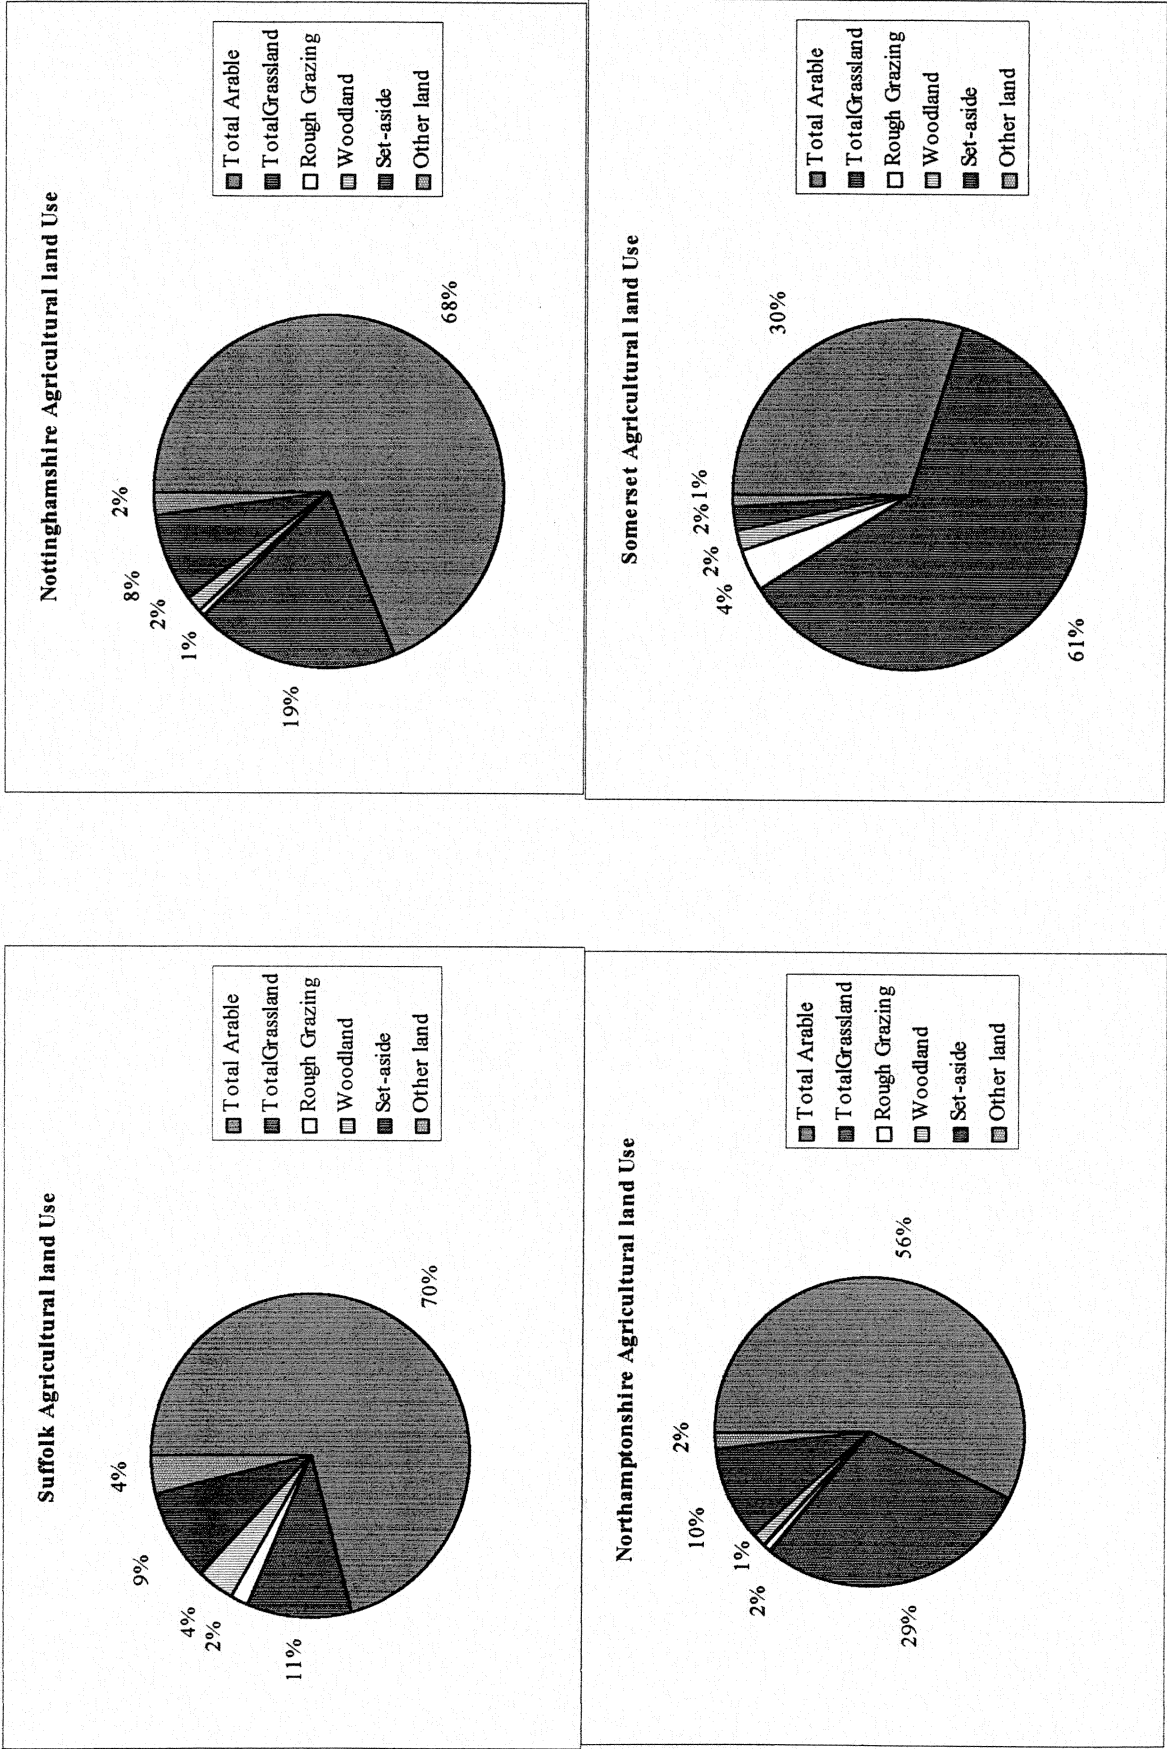 Suffolk Agricultural land Use
4%
9%
4%
2%
11%
70%
Total Arable
TotalGrassland
Rough Grazing
Woodland
Set-aside
Other land
Nottinghamshire Agricultural land Use
2%
8%
2%
1%
19%
68%
Total Arable
TotalGrassland
Rough Grazing
Woodland
Set-aside
Other land
Northamptonshire Agricultural land Use
2%
10%
1%
2%
29%
56%
Total Arable
TotalGrassland
Rough Grazing
Woodland
Set-aside
Other land
Somerset Agricultural land Use
2%1%
2%
4%
30%
61%
Total Arable
TotalGrassland
Rough Grazing
Woodland
Set-aside
Other land